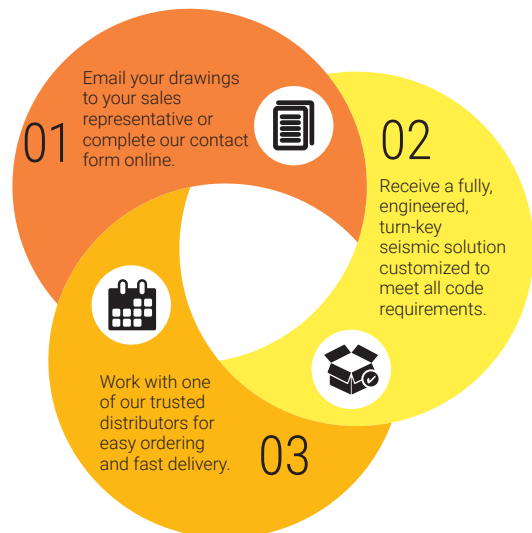 01
Email your drawings
to your sales
representative or
complete our contact
form online.
02
Receive a fully,
engineered,
turn-key
seismic solution
customized to
meet all code
requirements.
Work with one
of our trusted
distributors for
easy ordering
and fast delivery.
03